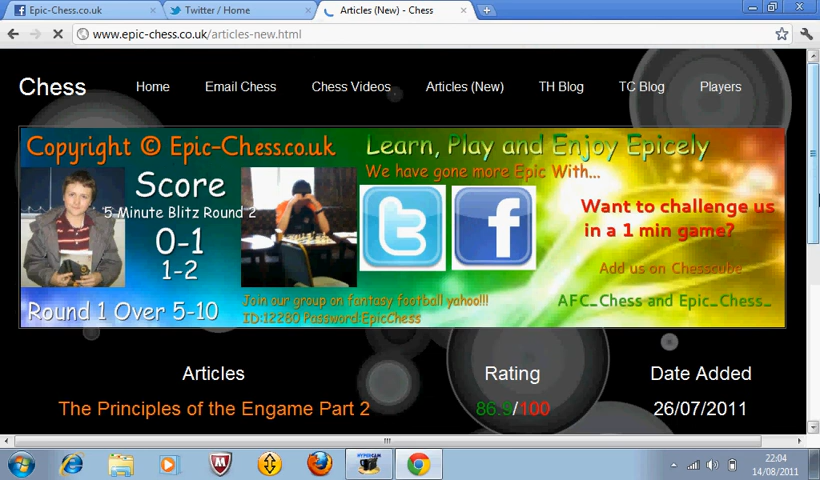 Epic-Chess.co.uk
Twitter / Home
Articles (New) - Chess
www.epic-chess.co.uk/articles-new.html
Chess Home Email Chess Chess Videos Articles (New) TH Blog TC Blog Players
Copyright © Epic-Chess.co.uk
Learn, Play and Enjoy Epicely
We have gone more Epic With...
Score
5 Minute Blitz Round 2
0-1
1-2
Round 1 Over 5-10
Want to challenge us
in a 1 min game?
Add us on Chesscube
AFC_Chess and Epic_Chess_
Join our group on fantasy football yahoo!!!
ID:12280 Password:EpicChess
Articles Rating Date Added
The Principles of the Engame Part 2 86.9/100 26/07/2011
22:04
14/08/2011